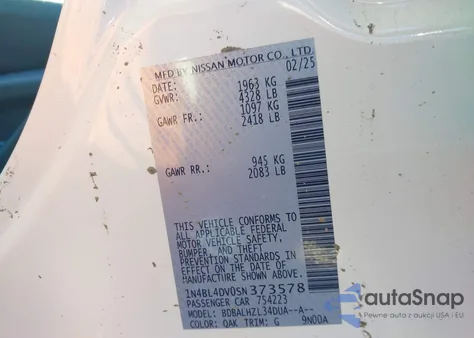 MFD BY NISSAN MOTOR CO., LTD
DATE: 02/25
GVWR: 1963 KG
4328 LB
GAWR FR.: 1097 KG
2418 LB
GAWR RR.: 945 KG
2083 LB
THIS VEHICLE CONFORMS TO
ALL APPLICABLE FEDERAL
MOTOR VEHICLE SAFETY,
BUMPER, AND THEFT
PREVENTION STANDARDS IN
EFFECT ON THE DATE OF
MANUFACTURE SHOWN ABOVE.
1N4BL4DV0SN373578
PASSENGER CAR 754223
MODEL: BDBALHZL34DUA--A--
COLOR: QAK TRIM: G 9N00A
autoSnap
Pewne auta z aukcji w USA